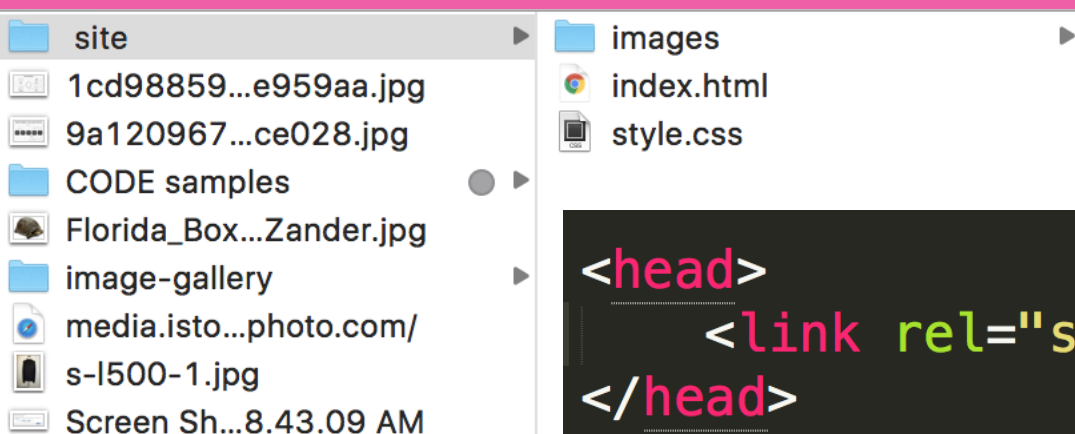 site
1cd98859...e959aa.jpg
9a120967...ce028.jpg
CODE samples
Florida_Box...Zander.jpg
image-gallery
media.isto...photo.com/
s-l500-1.jpg
Screen Sh...8.43.09 AM
images
index.html
style.css
CSS
<head>
<link rel="s
</head>